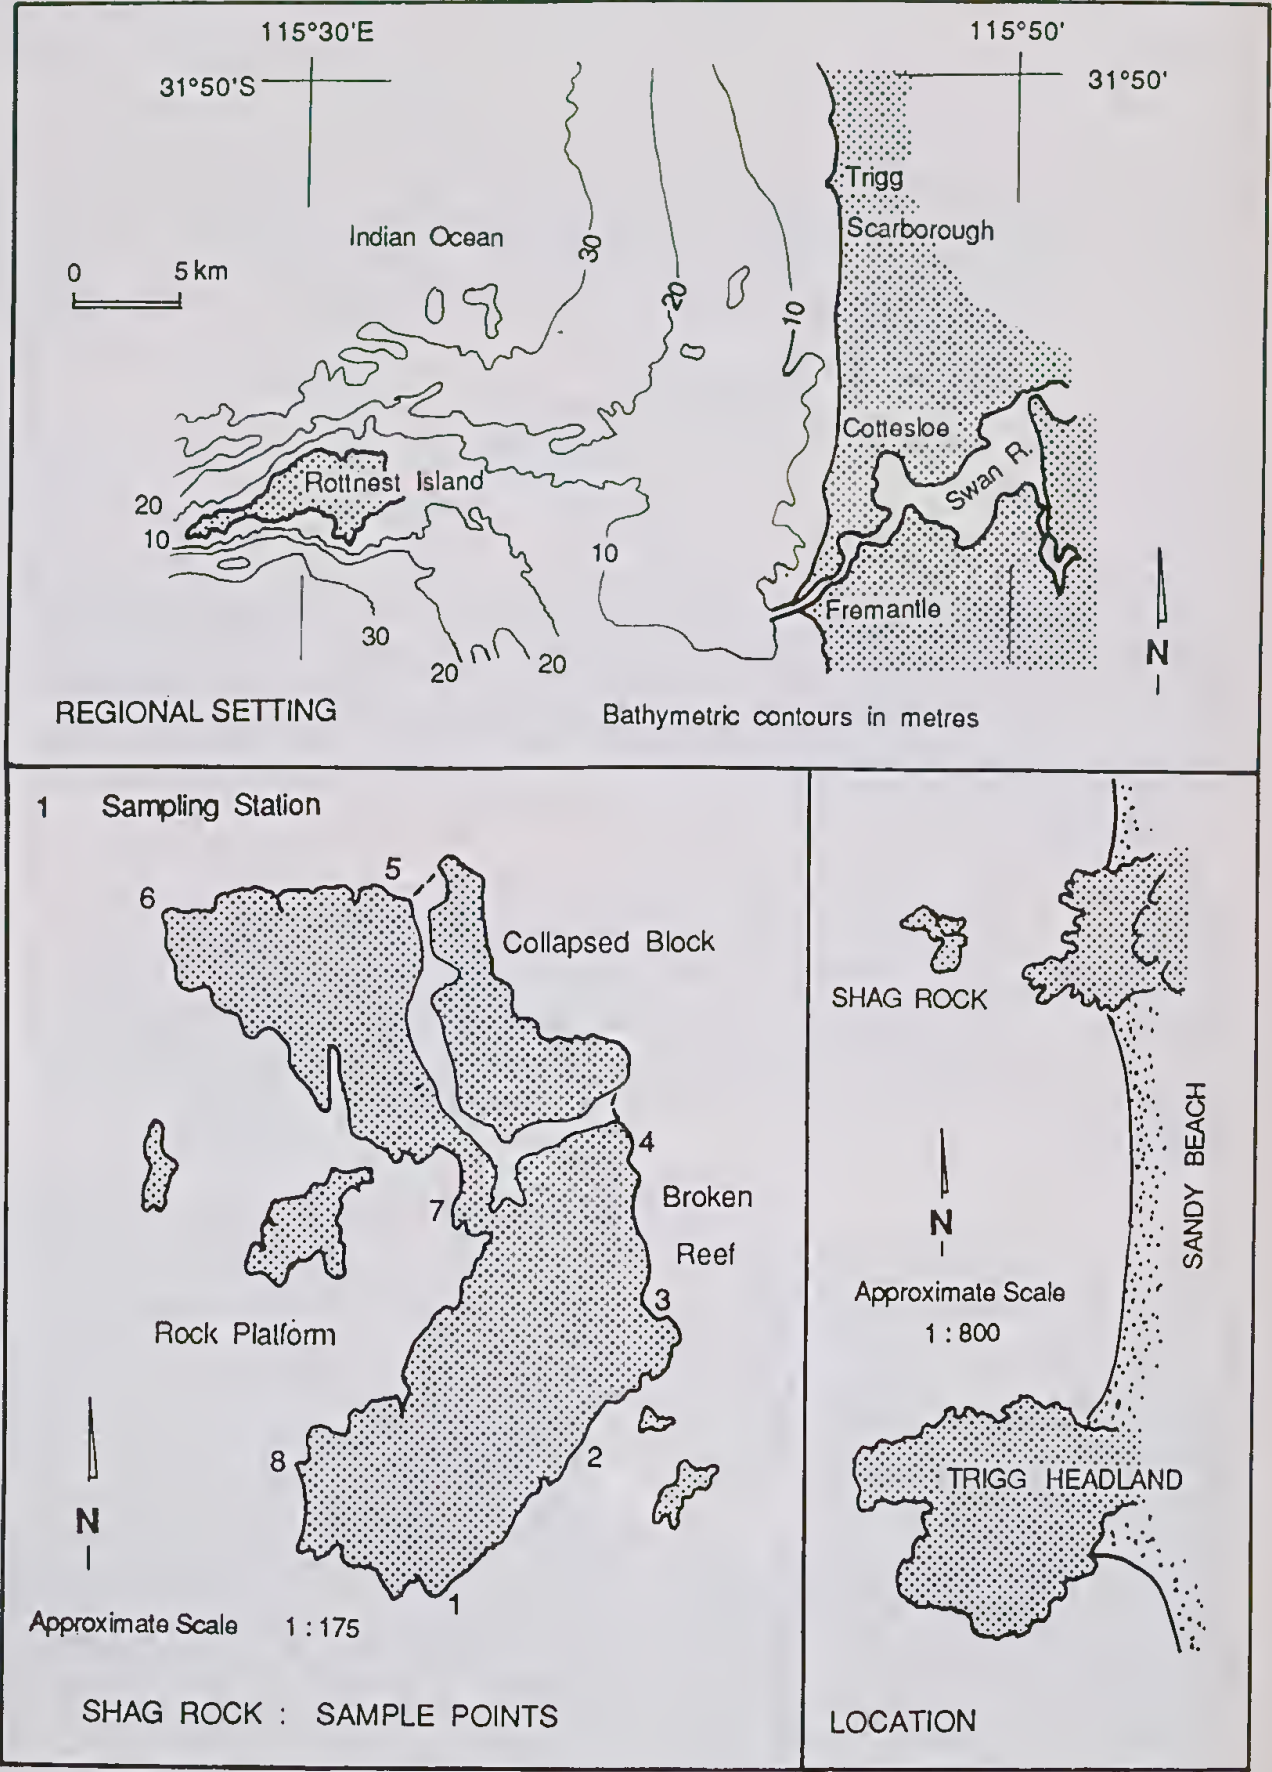 115°30'E
115°50'
31°50'S
31°50'
Trigg
Scarborough
Indian Ocean
30
0 5 km
20
10
Cottesloe
Swan R.
Rottnest Island
20
10
10
Fremantle
30
20
20
N
REGIONAL SETTING
Bathymetric contours in metres
1 Sampling Station
5
6
Collapsed Block
4
Broken
7
Reef
3
Rock Platform
8
2
N
1
Approximate Scale 1 : 175
SHAG ROCK : SAMPLE POINTS
SHAG ROCK
SANDY BEACH
N
Approximate Scale
1 : 800
TRIGG HEADLAND
LOCATION